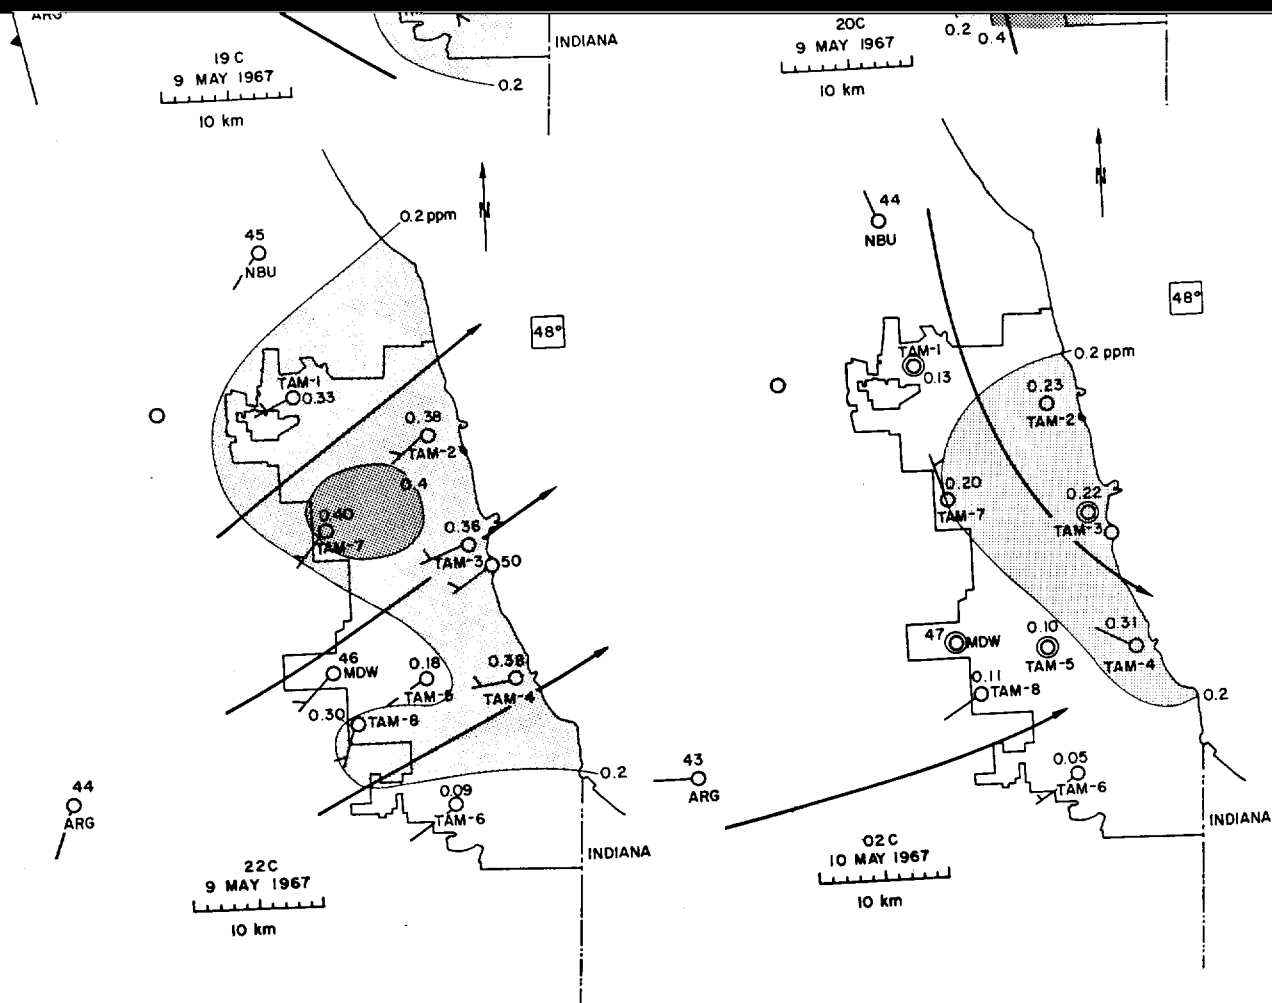 INDIANA
19C
9 MAY 1967
10 km
0.2
20C
9 MAY 1967
10 km
0.2
0.4
N
0.2 ppm
45
NBU
48°
TAM-1
0.33
0.38
TAM-2
0.4
0.40
TAM-7
0.36
TAM-3
50
46
MDW
0.18
TAM-5
0.38
TAM-4
0.30
TAM-8
0.2
44
ARG
0.09
TAM-6
INDIANA
22C
9 MAY 1967
10 km
N
44
NBU
48°
TAM-1
0.13
0.2 ppm
0.23
TAM-2
0.20
TAM-7
0.22
TAM-3
47
MDW
0.10
TAM-5
0.31
TAM-4
0.11
TAM-8
0.2
43
ARG
0.05
TAM-6
INDIANA
02C
10 MAY 1967
10 km